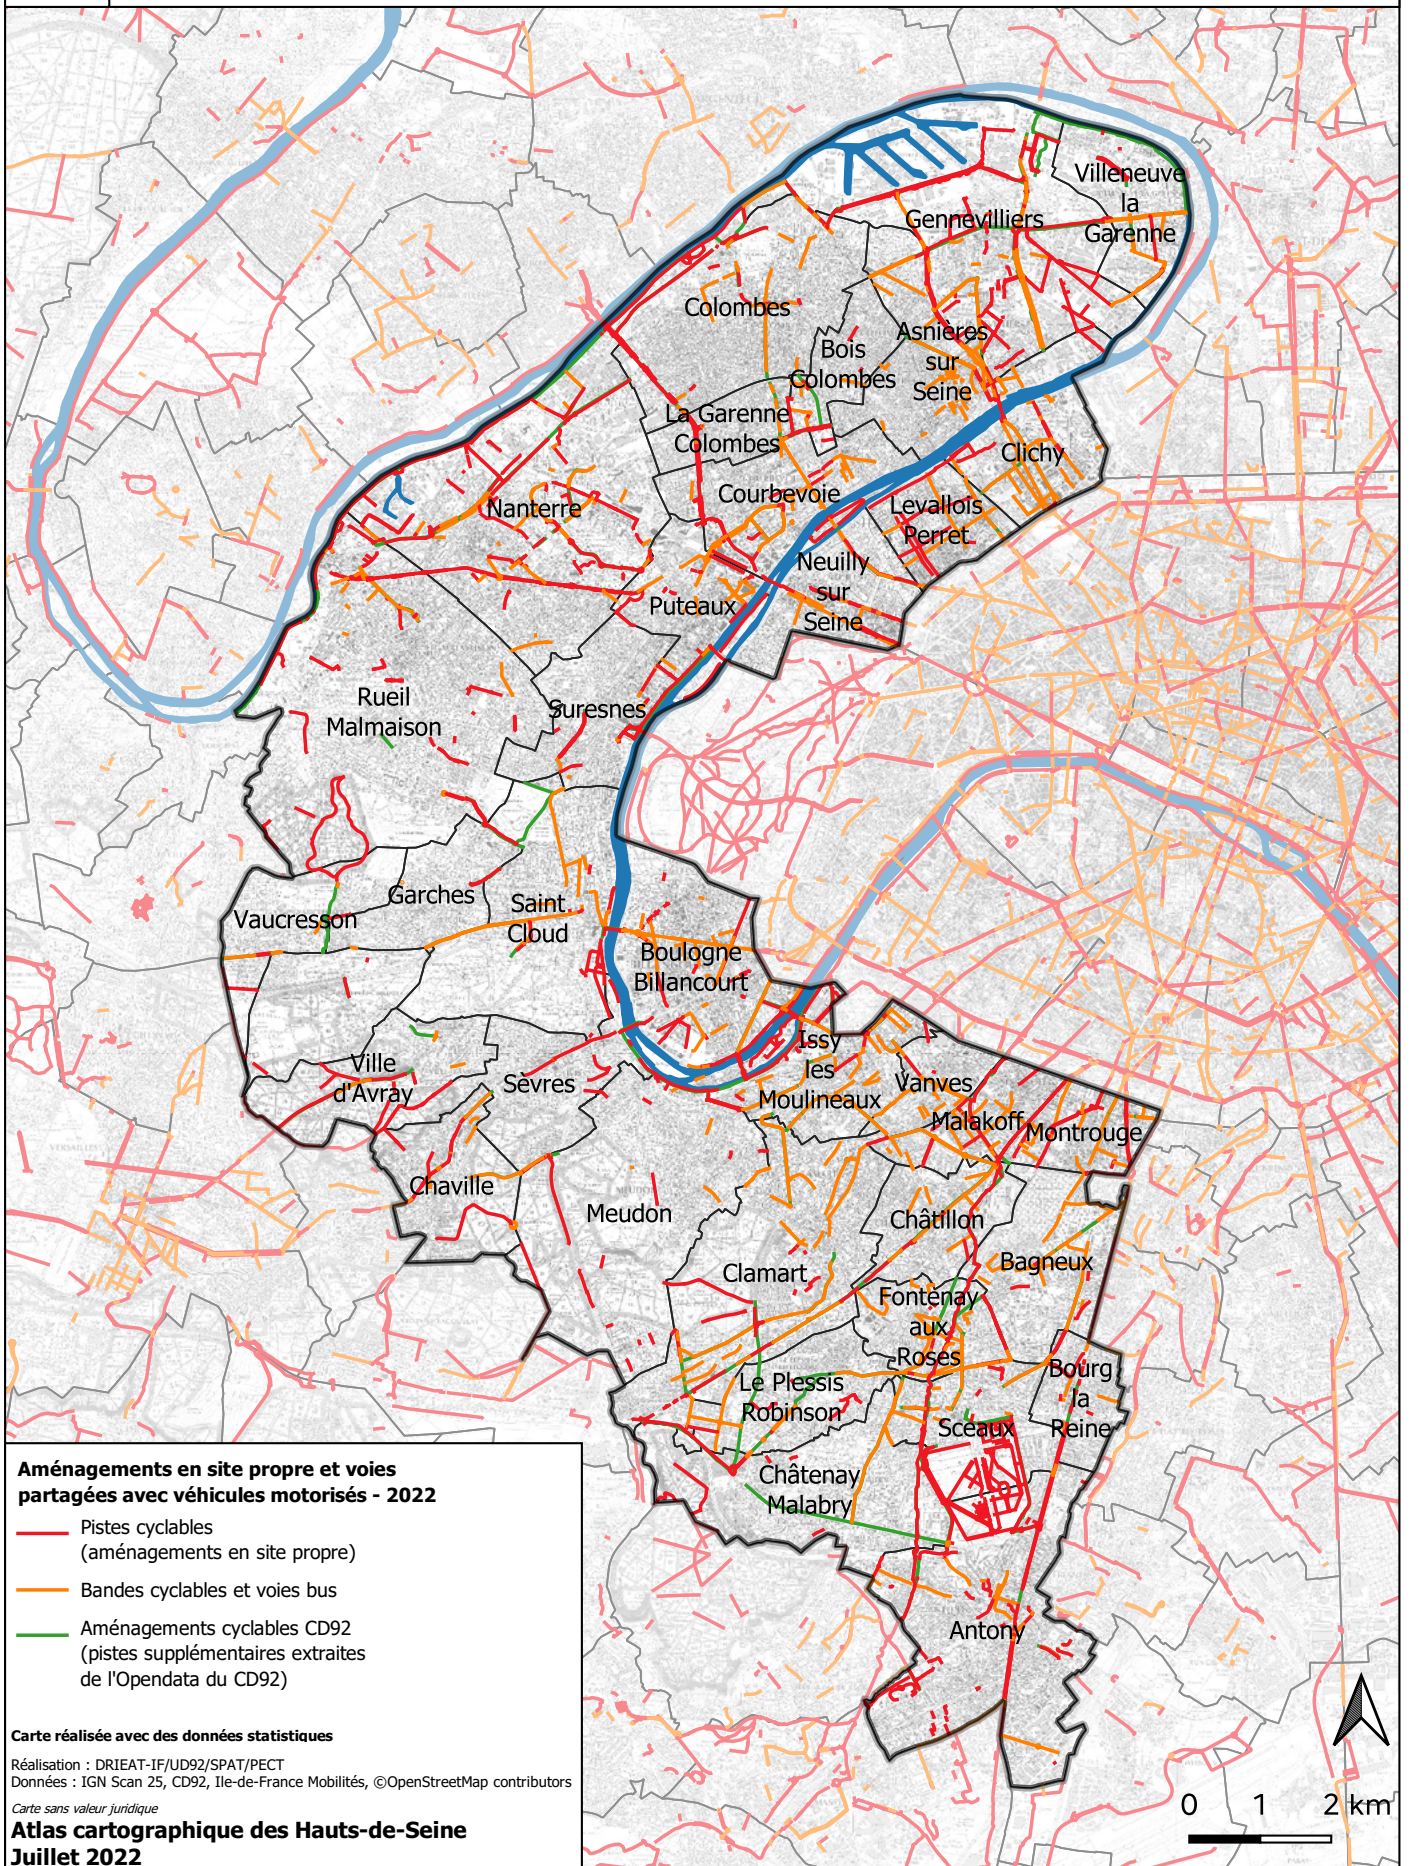 Villeneuve
la
Garenne
Gennevilliers
Colombes
Asnières
sur
Seine
Bois
Colombes
La Garenne
Colombes
Clichy
Courbevoie
Nanterre
Levallois
Perret
Neuilly
sur
Seine
Puteaux
Rueil
Malmaison
Suresnes
Garches
Vaucresson
Saint
Cloud
Boulogne
Billancourt
Issy
les
Moulineaux
Ville
d'Avray
Sèvres
Vanves
Malakoff
Montrouge
Chaville
Meudon
Châtillon
Bagneux
Clamart
Fontenay
aux
Roses
Bourg
la
Reine
Le Plessis
Robinson
Sceaux
Châtenay
Malabry
Antony
Aménagements en site propre et voies
partagées avec véhicules motorisés - 2022
Pistes cyclables
(aménagements en site propre)
Bandes cyclables et voies bus
Aménagements cyclables CD92
(pistes supplémentaires extraites
de l'Opendata du CD92)
Carte réalisée avec des données statistiques
Réalisation : DRIEAT-IF/UD92/SPAT/PECT
Données : IGN Scan 25, CD92, Ile-de-France Mobilités, ©OpenStreetMap contributors
Carte sans valeur juridique
Atlas cartographique des Hauts-de-Seine
Juillet 2022
0 1 2 km